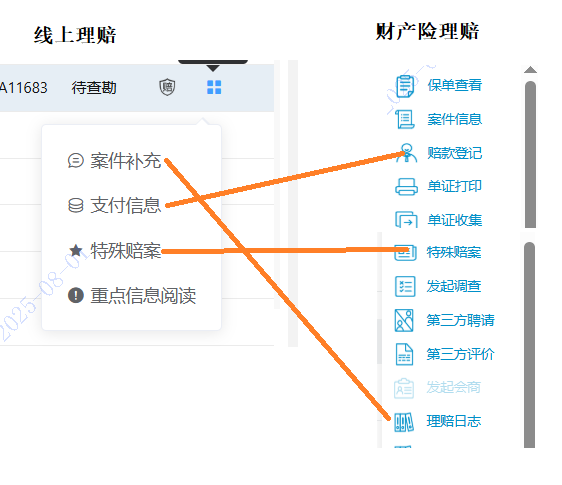 线上理赔
财产险理赔
A11683
待查勘
赔
案件补充
支付信息
特殊赔案
重点信息阅读
2025-08-01
保单查看
案件信息
赔款登记
单证打印
单证收集
特殊赔案
发起调查
第三方聘请
第三方评价
发起会商
理赔日志